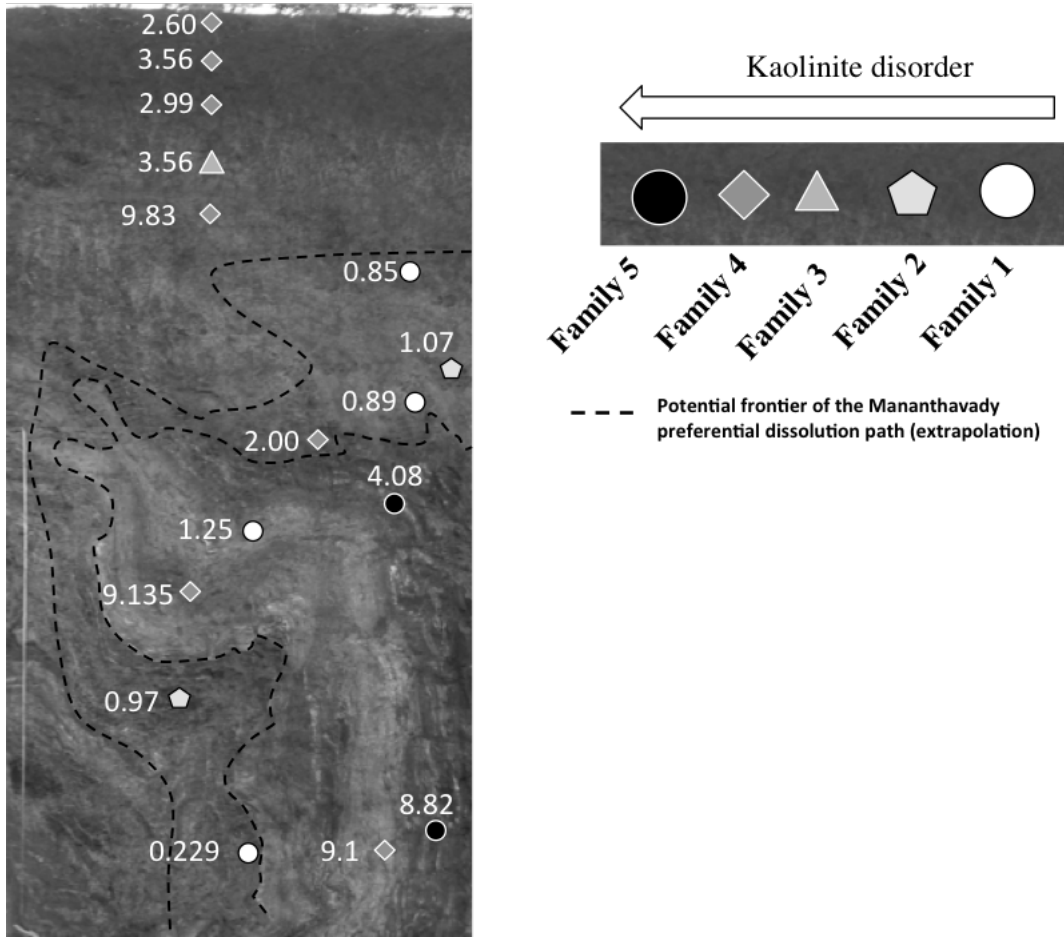 2.60
3.56
2.99
3.56
9.83
0.85
1.07
0.89
2.00
4.08
1.25
9.135
0.97
8.82
0.229
9.1
Kaolinite disorder
Family 5
Family 4
Family 3
Family 2
Family 1
Potential frontier of the Mananthavady
preferential dissolution path (extrapolation)